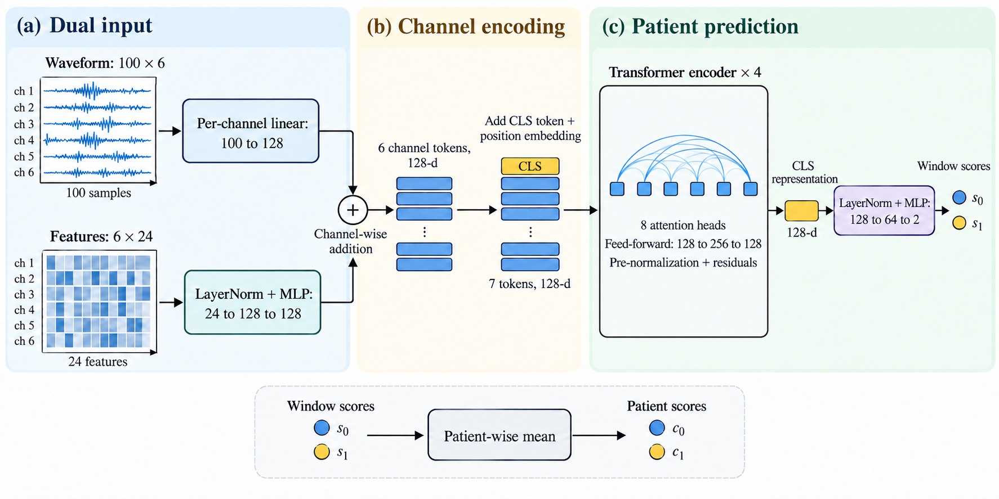 (a) Dual input
Waveform: 100 × 6
ch 1
ch 2
ch 3
ch 4
ch 5
ch 6
100 samples
Per-channel linear:
100 to 128
Features: 6 × 24
ch 1
ch 2
ch 3
ch 4
ch 5
ch 6
24 features
LayerNorm + MLP:
24 to 128 to 128
(b) Channel encoding
+
Channel-wise
addition
6 channel tokens,
128-d
⋮
Add CLS token +
position embedding
CLS
⋮
7 tokens, 128-d
(c) Patient prediction
Transformer encoder × 4
8 attention heads
Feed-forward: 128 to 256 to 128
Pre-normalization + residuals
CLS
representation
128-d
LayerNorm + MLP:
128 to 64 to 2
Window scores
s0
s1
Window scores
s0
s1
Patient-wise mean
Patient scores
c0
c1